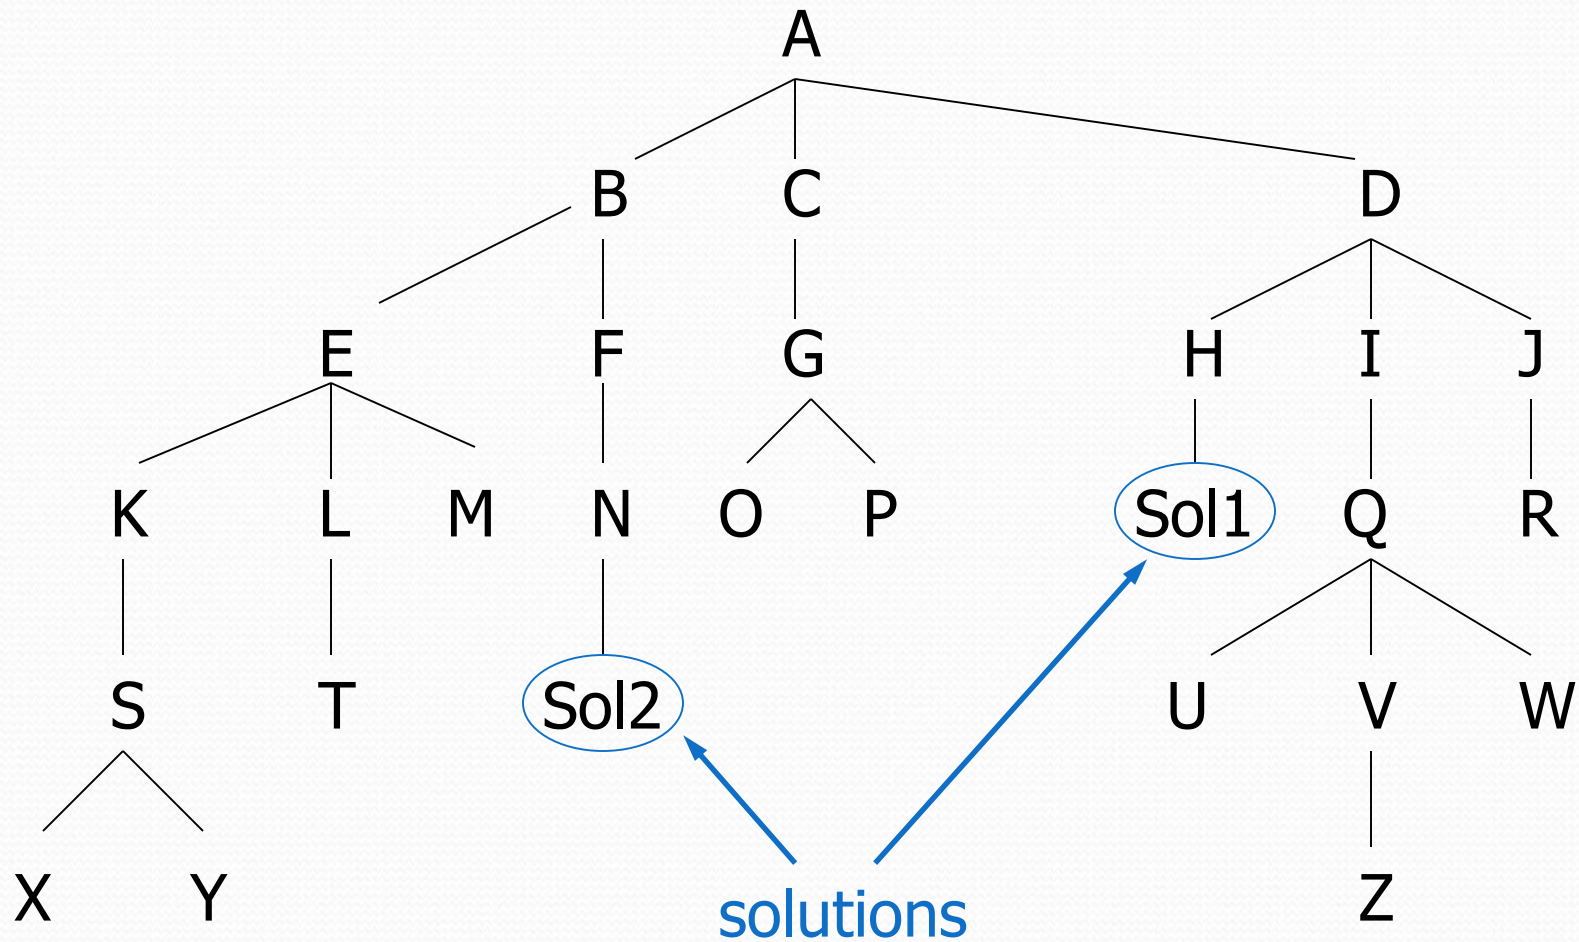 A
B C D
E F G H I J
K L M N O P Sol1 Q R
S T Sol2 U V W
X Y solutions Z